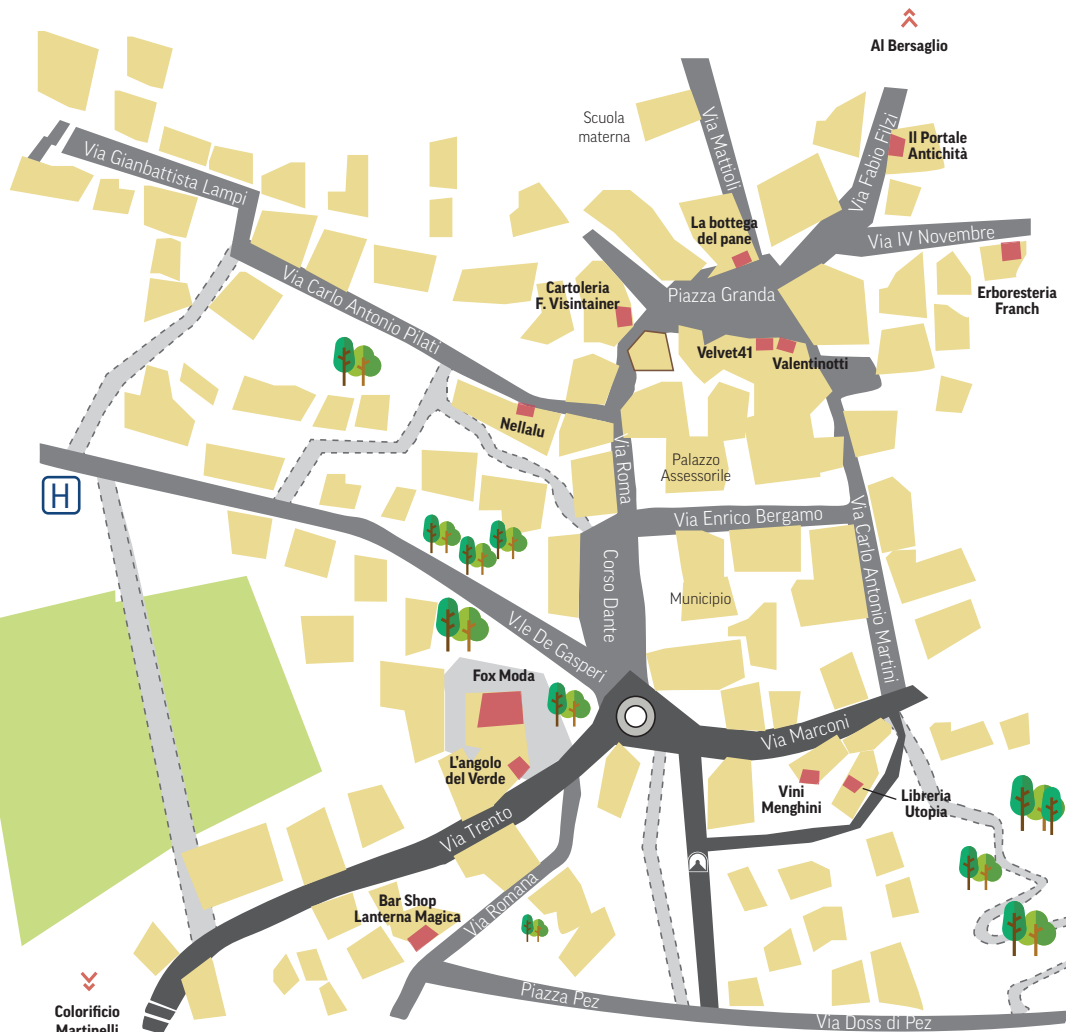 Al Bersaglio
Scuola
materna
Via Mattioli
Via Fabio Filzi
Il Portale
Antichità
Via Gianbattista Lampi
La bottega
del pane
Via IV Novembre
Erboresteria
Franch
Via Carlo Antonio Pilati
Cartoleria
F. Visintainer
Piazza Granda
Velvet41
Valentinotti
Nellalu
Via Roma
Palazzo
Assessorile
H
Via Enrico Bergamo
Via Carlo Antonio Martini
Corso Dante
Municipio
V.le De Gasperi
Fox Moda
Via Marconi
L'angolo
del Verde
Vini
Menghini
Libreria
Utopia
Via Trento
Bar Shop
Lanterna Magica
Via Romana
Piazza Pez
Via Doss di Pez
Colorificio
Martinelli